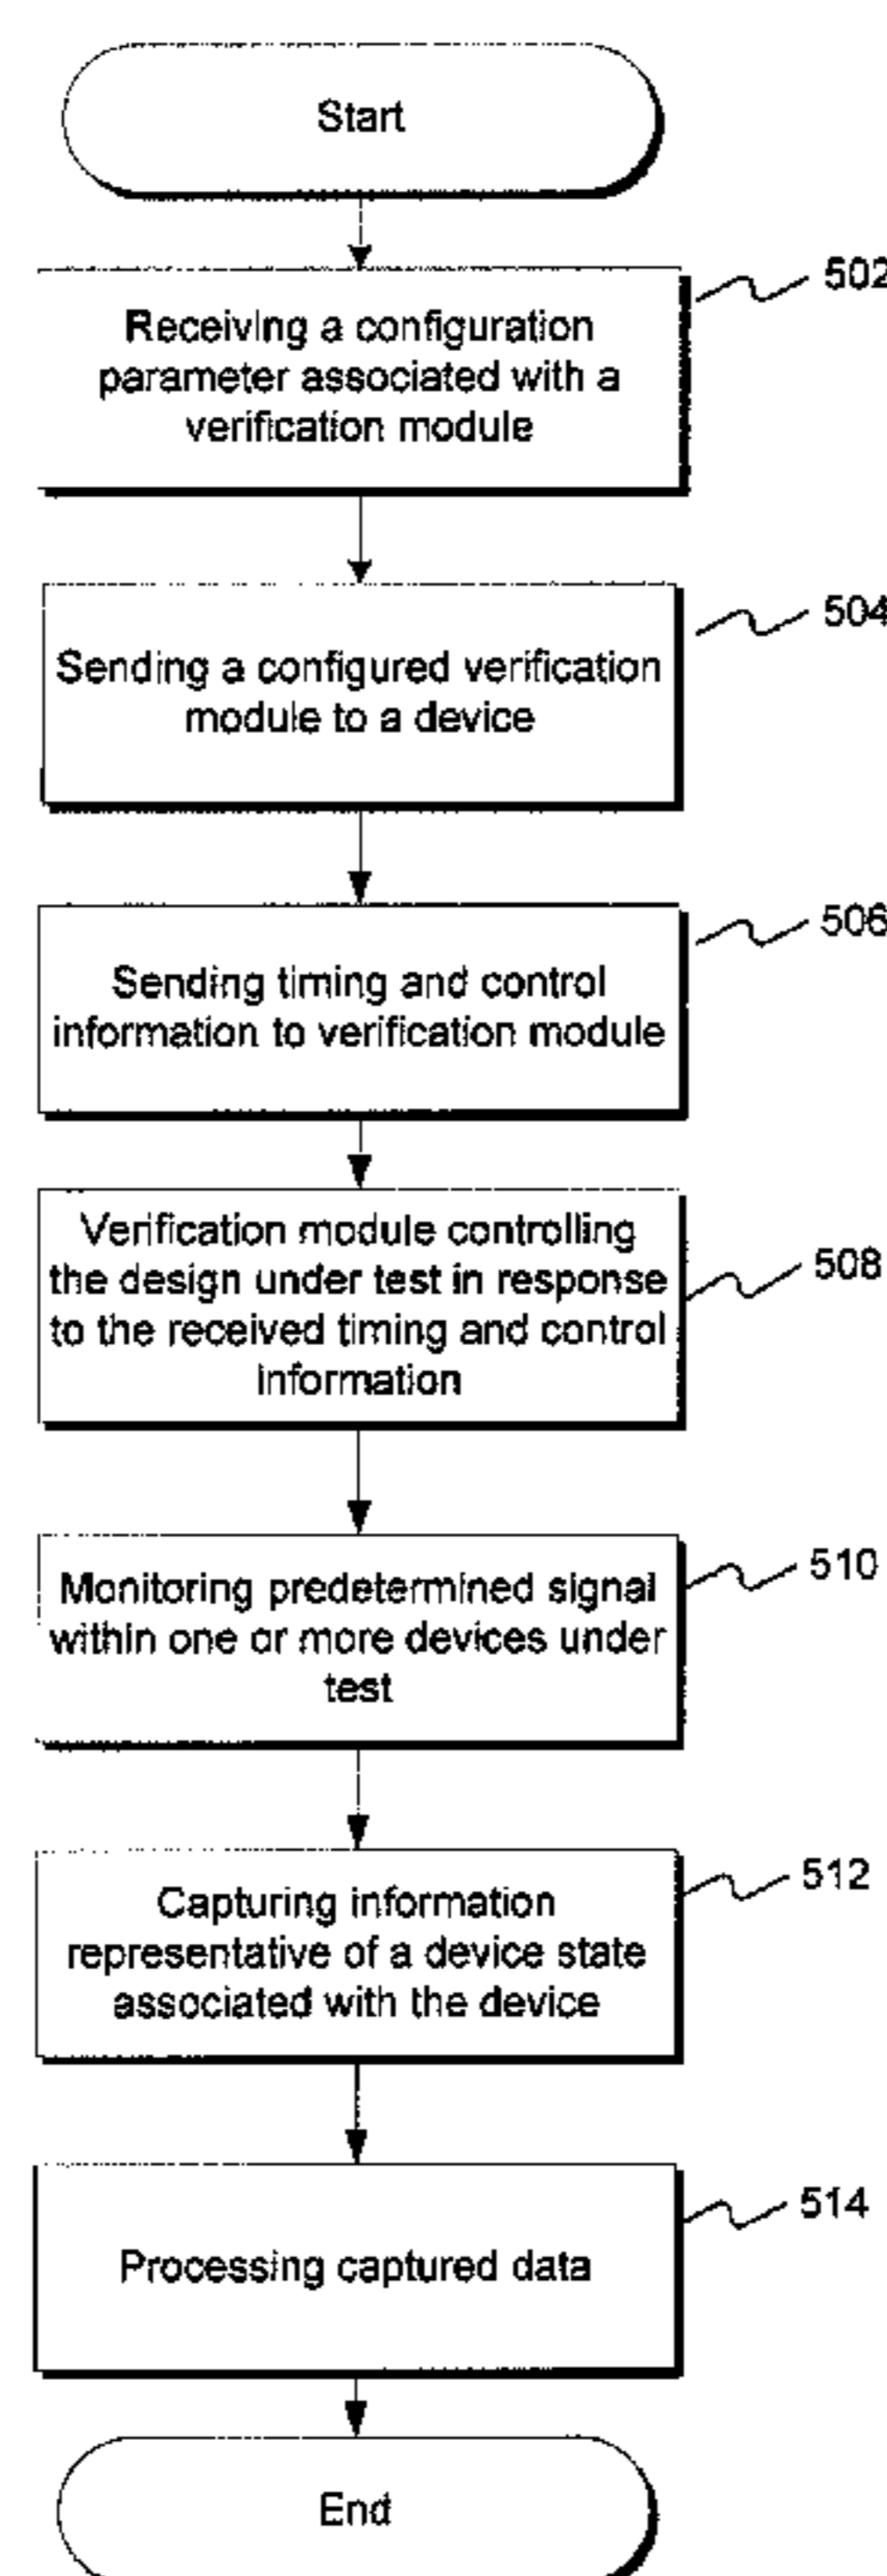 Start
502
Receiving a configuration
parameter associated with a
verification module
504
Sending a configured verification
module to a device
506
Sending timing and control
information to verification module
508
Verification module controlling
the design under test in response
to the received timing and control
information
510
Monitoring predetermined signal
within one or more devices under
test
512
Capturing information
representative of a device state
associated with the device
514
Processing captured data
End